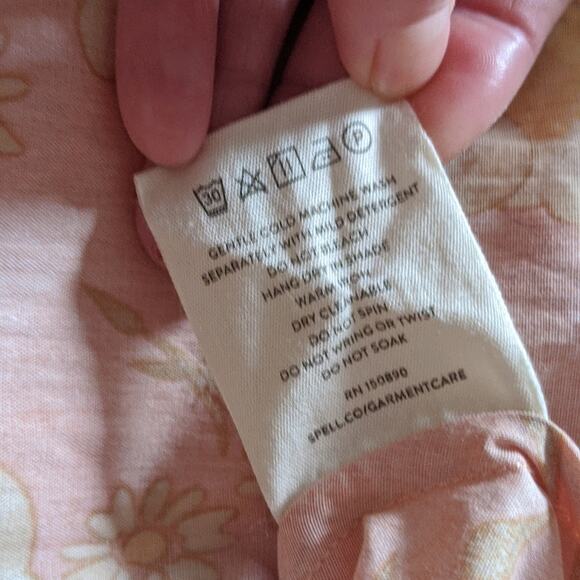 30 P
GENTLE COLD MACHINE WASH
SEPARATELY WITH MILD DETERGENT
DO NOT BLEACH
HANG DRY IN SHADE
WARM IRON
DRY CLEANABLE
DO NOT SPIN
DO NOT WRING OR TWIST
DO NOT SOAK
RN 150890
SPELL.CO/GARMENTCARE